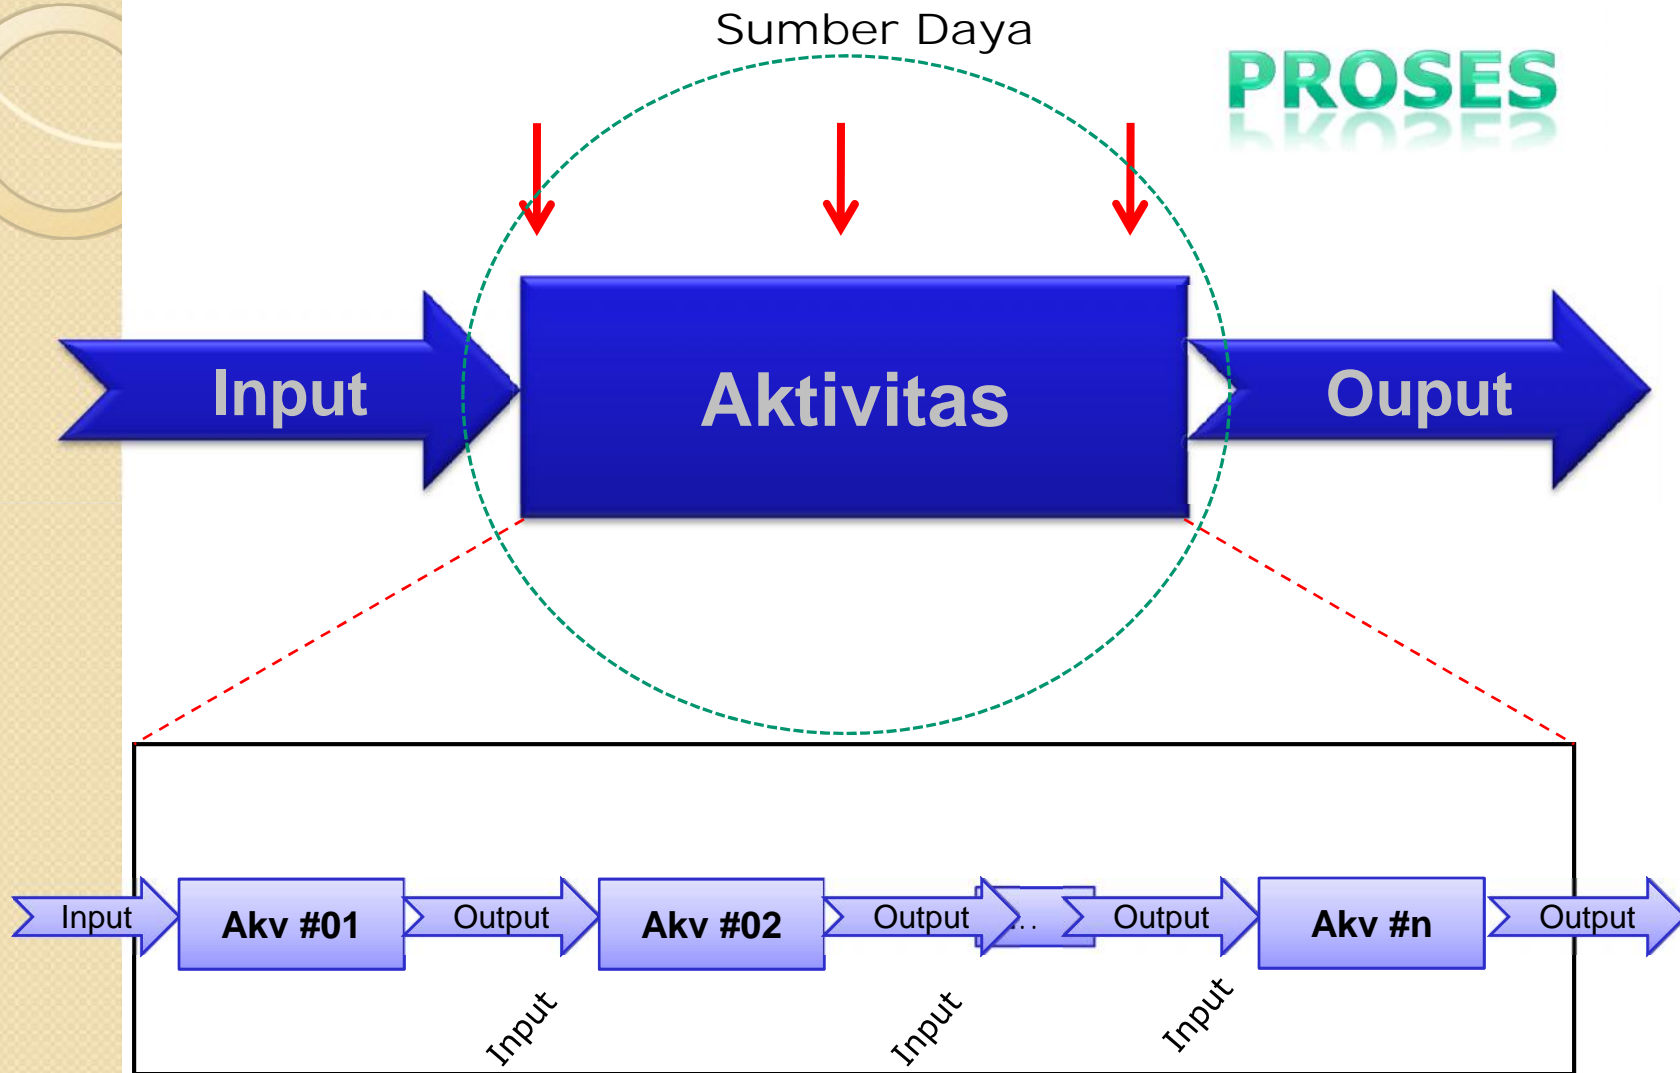 Sumber Daya
PROSES
Input
Aktivitas
Ouput
Input
Akv #01
Output
Akv #02
Output
...
Output
Akv #n
Output
Input
Input
Input